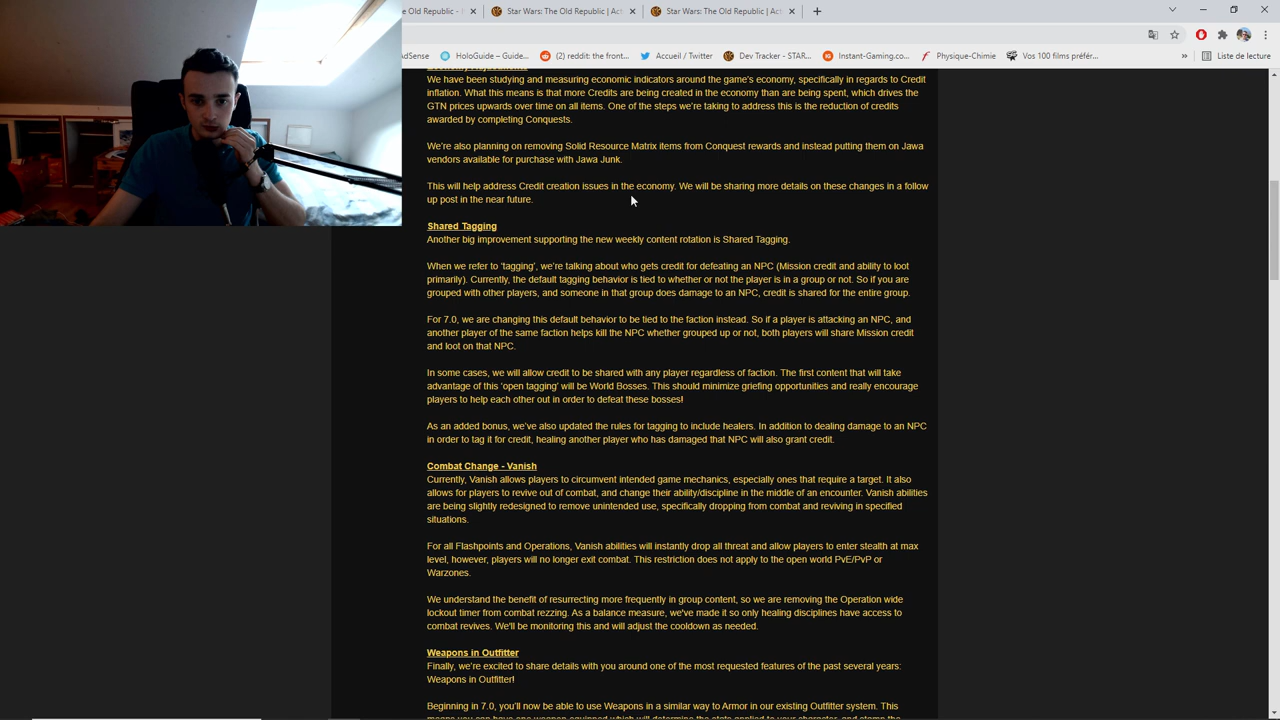 e Old Republic -
Star Wars: The Old Republic | Act
Star Wars: The Old Republic | Act
AdSense
HoloGuide – Guide...
(2) reddit: the front...
Accueil / Twitter
Dev Tracker - STAR...
Instant-Gaming.co...
Physique-Chimie
Vos 100 films préfér...
Liste de lecture
We have been studying and measuring economic indicators around the game's economy, specifically in regards to Credit
inflation. What this means is that more Credits are being created in the economy than are being spent, which drives the
GTN prices upwards over time on all items. One of the steps we're taking to address this is the reduction of credits
awarded by completing Conquests.
We're also planning on removing Solid Resource Matrix items from Conquest rewards and instead putting them on Jawa
vendors available for purchase with Jawa Junk.
This will help address Credit creation issues in the economy. We will be sharing more details on these changes in a follow
up post in the near future.
Shared Tagging
Another big improvement supporting the new weekly content rotation is Shared Tagging.
When we refer to 'tagging', we're talking about who gets credit for defeating an NPC (Mission credit and ability to loot
primarily). Currently, the default tagging behavior is tied to whether or not the player is in a group or not. So if you are
grouped with other players, and someone in that group does damage to an NPC, credit is shared for the entire group.
For 7.0, we are changing this default behavior to be tied to the faction instead. So if a player is attacking an NPC, and
another player of the same faction helps kill the NPC whether grouped up or not, both players will share Mission credit
and loot on that NPC.
In some cases, we will allow credit to be shared with any player regardless of faction. The first content that will take
advantage of this 'open tagging' will be World Bosses. This should minimize griefing opportunities and really encourage
players to help each other out in order to defeat these bosses!
As an added bonus, we've also updated the rules for tagging to include healers. In addition to dealing damage to an NPC
in order to tag it for credit, healing another player who has damaged that NPC will also grant credit.
Combat Change - Vanish
Currently, Vanish allows players to circumvent intended game mechanics, especially ones that require a target. It also
allows for players to revive out of combat, and change their ability/discipline in the middle of an encounter. Vanish abilities
are being slightly redesigned to remove unintended use, specifically dropping from combat and reviving in specified
situations.
For all Flashpoints and Operations, Vanish abilities will instantly drop all threat and allow players to enter stealth at max
level, however, players will no longer exit combat. This restriction does not apply to the open world PvE/PvP or
Warzones.
We understand the benefit of resurrecting more frequently in group content, so we are removing the Operation wide
lockout timer from combat rezzing. As a balance measure, we've made it so only healing disciplines have access to
combat revives. We'll be monitoring this and will adjust the cooldown as needed.
Weapons in Outfitter
Finally, we're excited to share details with you around one of the most requested features of the past several years:
Weapons in Outfitter!
Beginning in 7.0, you'll now be able to use Weapons in a similar way to Armor in our existing Outfitter system. This